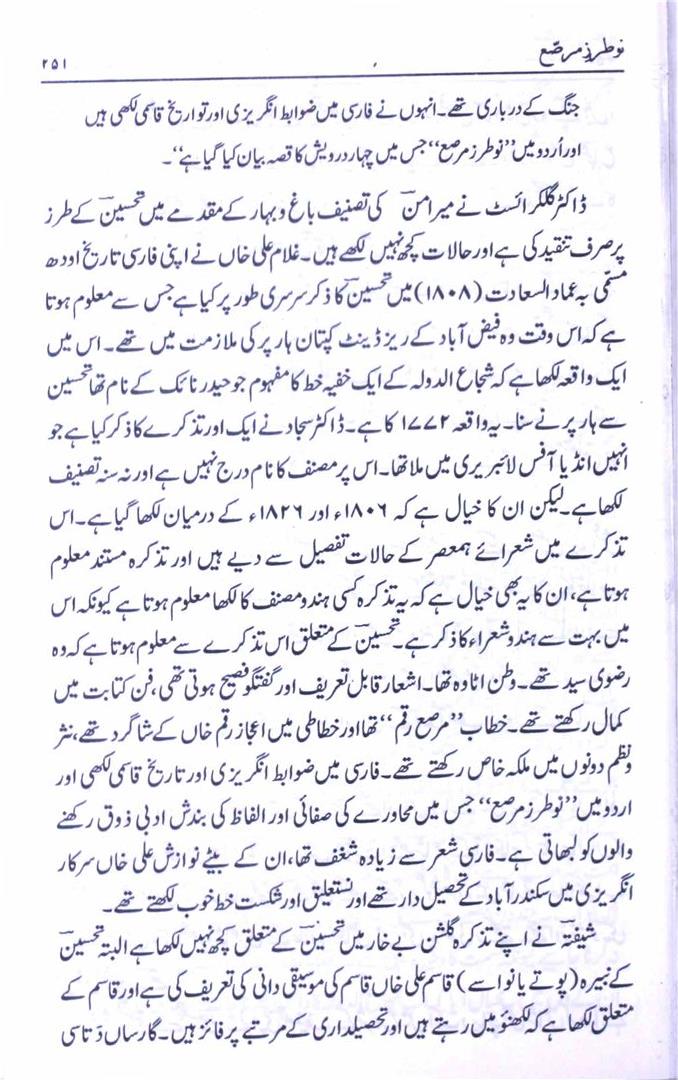 نوطرزِ مرصّع ۲۵۱
جنگ کے درباری تھے۔ انہوں نے فارسی میں ضوابط انگریزی اور تواریخ قاسمی لکھی ہیں
اور اُردو میں ”نوطرز مرصع“ جس میں چہار درویش کا قصہ بیان کیا گیا ہے“۔
ڈاکٹر گلکرائسٹ نے میر امنؔ کی تصنیف باغ و بہار کے مقدمے میں تحسینؔ کے طرز
پر صرف تنقید کی ہے اور حالات کچھ نہیں لکھے ہیں۔ غلام علی خاں نے اپنی فارسی تاریخ اودھ
مسمّی بہ عماد السعادت (۱۸۰۸) میں تحسینؔ کا ذکر سرسری طور پر کیا ہے جس سے معلوم ہوتا
ہے کہ اس وقت وہ فیض آباد کے ریزڈینٹ کپتان ہارپر کی ملازمت میں تھے۔ اس میں
ایک واقعہ لکھا ہے کہ شجاع الدولہ کے ایک خفیہ خط کا مفہوم جو حیدر نائک کے نام تھا تحسین
سے ہارپر نے سنا۔ یہ واقعہ ۱۷۷۲ کا ہے۔ ڈاکٹر سجاد نے ایک اور تذکرے کا ذکر کیا ہے جو
انہیں انڈیا آفس لائبریری میں ملا تھا۔ اس پر مصنف کا نام درج نہیں ہے اور نہ سنہ تصنیف
لکھا ہے۔ لیکن ان کا خیال ہے کہ ۱۸۰۶ء اور ۱۸۲۶ء کے درمیان لکھا گیا ہے۔ اس
تذکرے میں شعرائے ہمعصر کے حالات تفصیل سے دیے ہیں اور تذکرہ مستند معلوم
ہوتا ہے، ان کا یہ بھی خیال ہے کہ یہ تذکرہ کسی ہندو مصنف کا لکھا معلوم ہوتا ہے کیونکہ اس
میں بہت سے ہندو شعراء کا ذکر ہے۔ تحسینؔ کے متعلق اس تذکرے سے معلوم ہوتا ہے کہ وہ
رضوی سید تھے۔ وطن اٹاوہ تھا۔ اشعار قابل تعریف اور گفتگو فصیح ہوتی تھی، فن کتابت میں
کمال رکھتے تھے۔ خطاب ”مرصع رقم“ تھا اور خطاطی میں اعجاز رقم خاں کے شاگرد تھے، نثر
و نظم دونوں میں ملکہ خاص رکھتے تھے۔ فارسی میں ضوابط انگریزی اور تاریخ قاسمی لکھی اور
اردو میں ”نوطرز مرصع“ جس میں محاورے کی صفائی اور الفاظ کی بندش ادبی ذوق رکھنے
والوں کو لبھاتی ہے۔ فارسی شعر سے زیادہ شغف تھا، ان کے بیٹے نوازش علی خاں سرکار
انگریزی میں سکندر آباد کے تحصیل دار تھے اور نستعلیق اور شکست خط خوب لکھتے تھے۔
شیفتہؔ نے اپنے تذکرہ گلشن بے خار میں تحسینؔ کے متعلق کچھ نہیں لکھا ہے البتہ تحسینؔ
کے نبیرہ (پوتے یا نواسے) قاسم علی خاں قاسم کی موسیقی دانی کی تعریف کی ہے اور قاسم کے
متعلق لکھا ہے کہ لکھنؤ میں رہتے ہیں اور تحصیلداری کے مرتبے پر فائز ہیں۔ گارساں دَتاسی